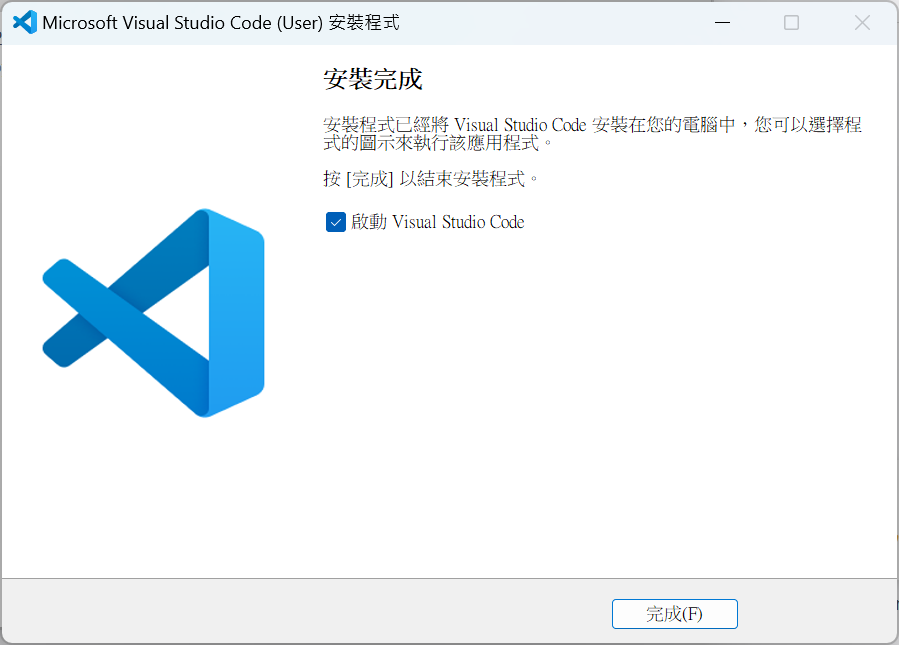 Microsoft Visual Studio Code (User) 安裝程式
安裝完成
安裝程式已經將 Visual Studio Code 安裝在您的電腦中，您可以選擇程
式的圖示來執行該應用程式。
按 [完成] 以結束安裝程式。
啟動 Visual Studio Code
完成(F)